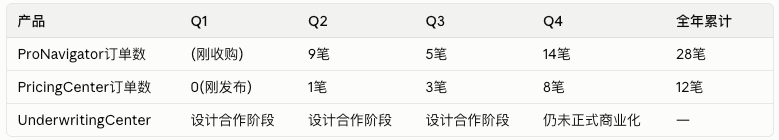 产品 Q1 Q2 Q3 Q4 全年累计
ProNavigator订单数 (刚收购) 9笔 5笔 14笔 28笔
PricingCenter订单数 0(刚发布) 1笔 3笔 8笔 12笔
UnderwritingCenter 设计合作阶段 设计合作阶段 设计合作阶段 仍未正式商业化 —